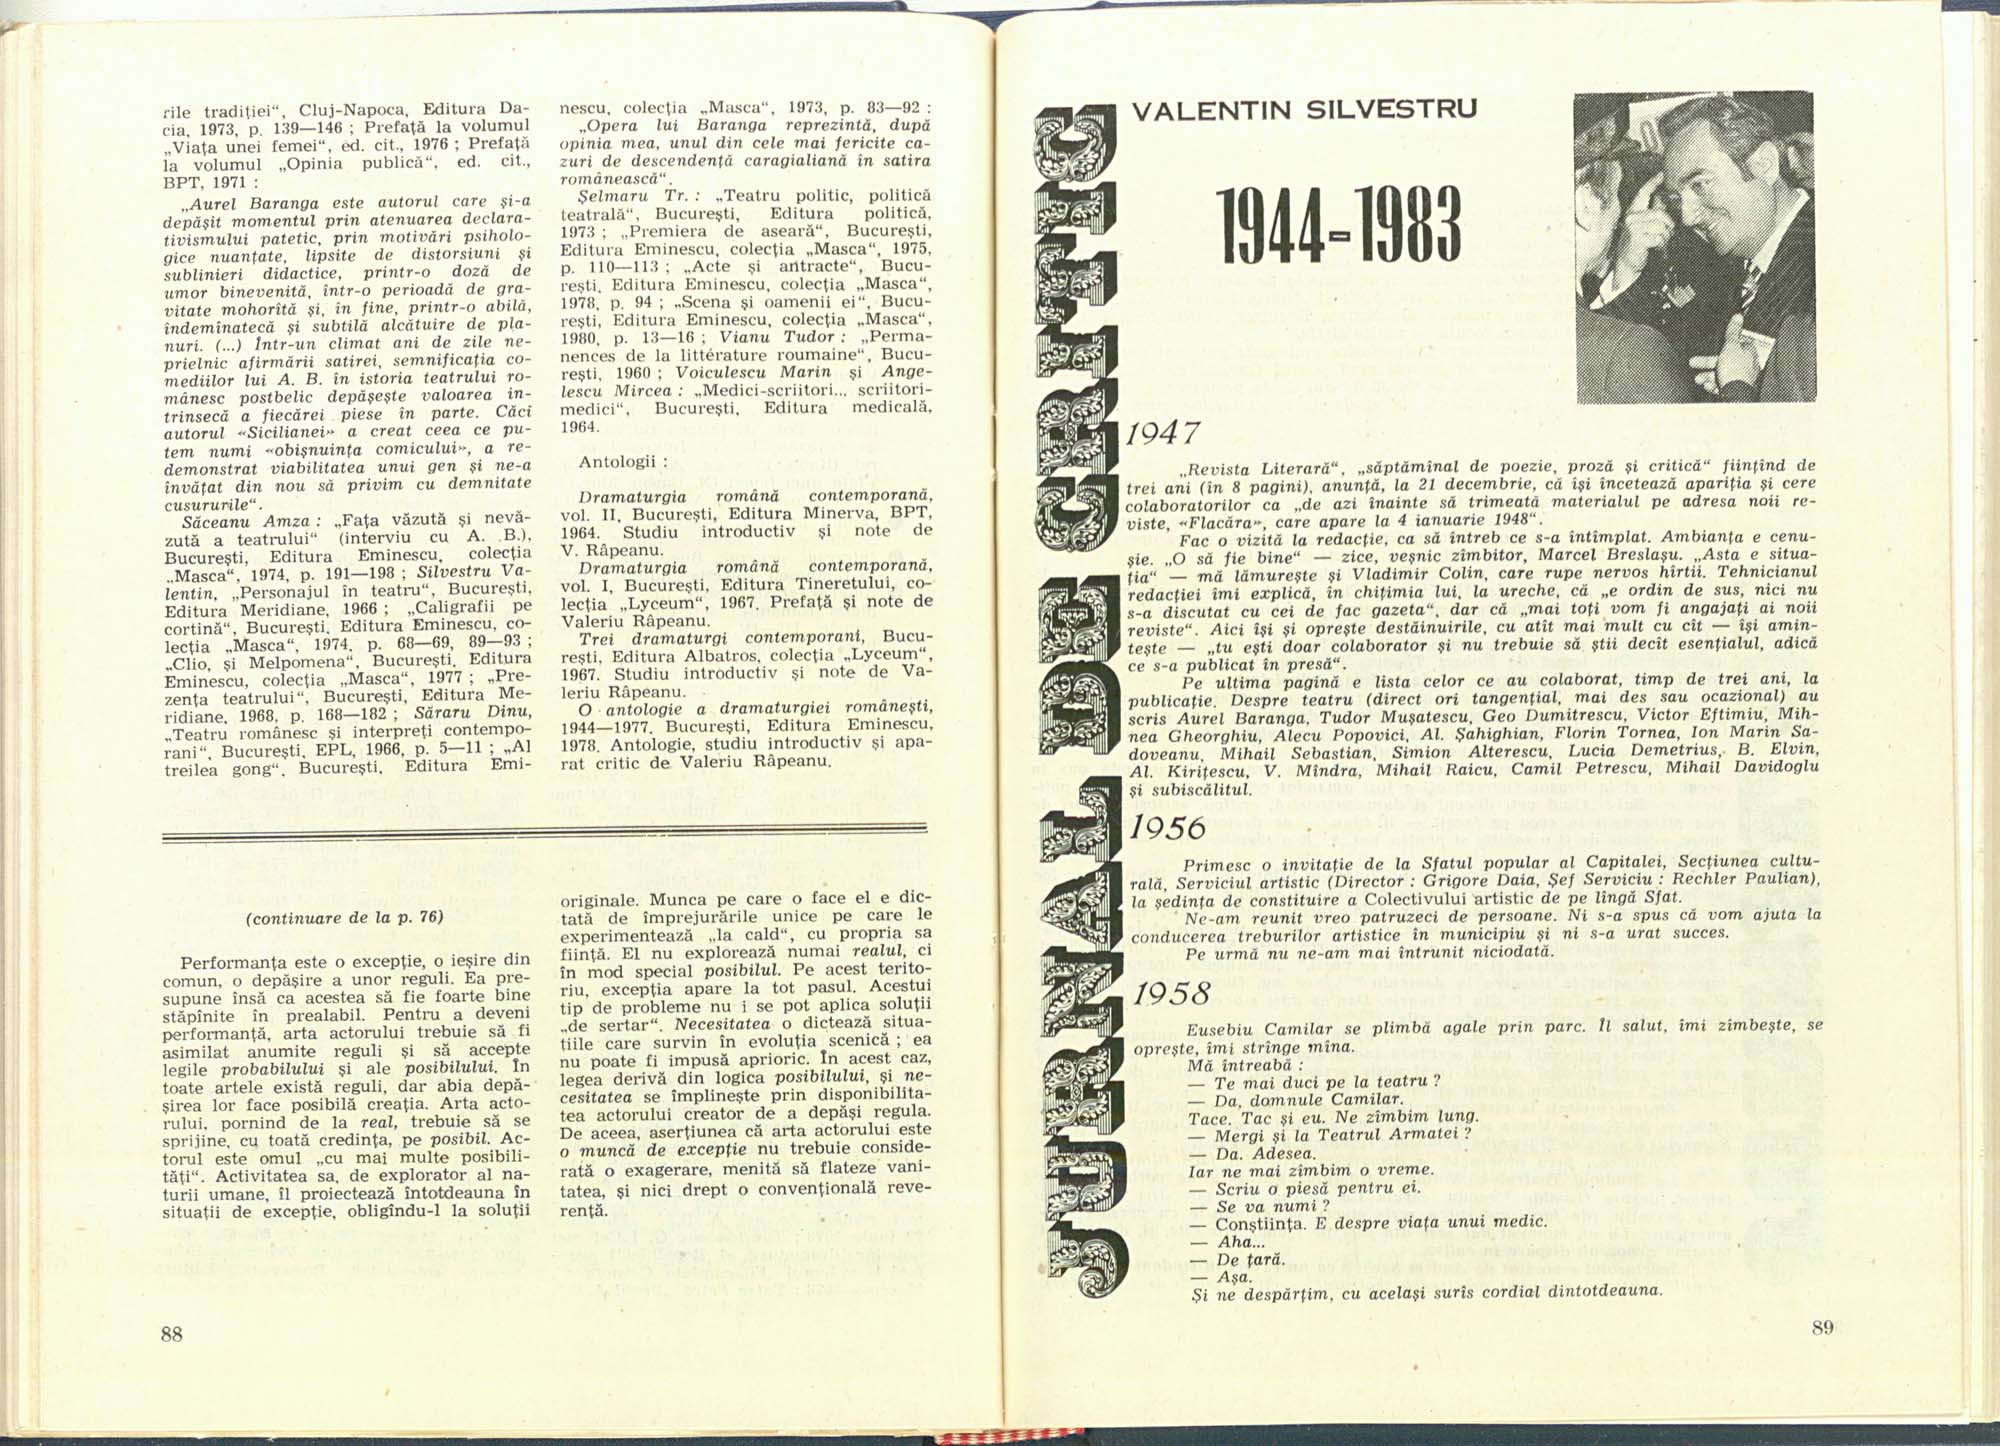 rile tradiției“, Cluj-Napoca, Editura Da-
cia, 1973, p. 139—146 ; Prefață la volumul
„Viața unei femei“, ed. cit., 1976 ; Prefață
la volumul „Opinia publică“, ed. cit.,
BPT, 1971 :
„Aurel Baranga este autorul care și-a
depășit momentul prin atenuarea declara-
tivismului patetic, prin motivări psiholo-
gice nuanțate, lipsite de distorsiuni și
sublinieri didactice, printr-o doză de
umor binevenită, într-o perioadă de gra-
vitate mohorîtă și, în fine, printr-o abilă,
îndemînatecă și subtilă alcătuire de pla-
nuri. (...) Într-un climat ani de zile ne-
prielnic afirmării satirei, semnificația co-
mediilor lui A. B. în istoria teatrului ro-
mânesc postbelic depășește valoarea in-
trinsecă a fiecărei piese în parte. Căci
autorul «Sicilianei» a creat ceea ce pu-
tem numi «obișnuința comicului», a re-
demonstrat viabilitatea unui gen și ne-a
învățat din nou să privim cu demnitate
cusururile“.
Săceanu Amza : „Fața văzută și nevă-
zută a teatrului“ (interviu cu A. B.),
București, Editura Eminescu, colecția
„Masca“, 1974, p. 191—198 ; Silvestru Va-
lentin, „Personajul în teatru“, București,
Editura Meridiane, 1966 ; „Caligrafii pe
cortină“, București, Editura Eminescu, co-
lecția „Masca“, 1974, p. 68—69, 89—93 ;
„Clio, și Melpomena“, București, Editura
Eminescu, colecția „Masca“, 1977 ; „Pre-
zența teatrului“, București, Editura Me-
ridiane, 1968, p. 168—182 ; Săraru Dinu,
„Teatru românesc și interpreți contempo-
rani“, București, EPL, 1966, p. 5—11 ; „Al
treilea gong“, București, Editura Emi-
nescu, colecția „Masca“, 1973, p. 83—92 :
„Opera lui Baranga reprezintă, după
opinia mea, unul din cele mai fericite ca-
zuri de descendență caragialiană în satira
românească“.
Șelmaru Tr. : „Teatru politic, politică
teatrală“, București, Editura politică,
1973 ; „Premiera de aseară“, București,
Editura Eminescu, colecția „Masca“, 1975,
p. 110—113 ; „Acte și antracte“, Bucu-
rești, Editura Eminescu, colecția „Masca“,
1978, p. 94 ; „Scena și oamenii ei“, Bucu-
rești, Editura Eminescu, colecția „Masca“,
1980, p. 13—16 ; Vianu Tudor : „Perma-
nences de la littérature roumaine“, Bucu-
rești, 1960 ; Voiculescu Marin și Ange-
lescu Mircea : „Medici-scriitori... scriitori-
medici“, București, Editura medicală,
1964.
Antologii :
Dramaturgia română contemporană,
vol. II, București, Editura Minerva, BPT,
1964. Studiu introductiv și note de
V. Râpeanu.
Dramaturgia română contemporană,
vol. I, București, Editura Tineretului, co-
lecția „Lyceum“, 1967. Prefață și note de
Valeriu Râpeanu.
Trei dramaturgi contemporani, Bucu-
rești, Editura Albatros, colecția „Lyceum“,
1967. Studiu introductiv și note de Va-
leriu Râpeanu.
O antologie a dramaturgiei românești,
1944—1977, București, Editura Eminescu,
1978. Antologie, studiu introductiv și apa-
rat critic de Valeriu Râpeanu.
(continuare de la p. 76)
Performanța este o excepție, o ieșire din
comun, o depășire a unor reguli. Ea pre-
supune însă ca acestea să fie foarte bine
stăpînite în prealabil. Pentru a deveni
performanță, arta actorului trebuie să fi
asimilat anumite reguli și să accepte
legile probabilului și ale posibilului. În
toate artele există reguli, dar abia depă-
șirea lor face posibilă creația. Arta acto-
rului, pornind de la real, trebuie să se
sprijine, cu toată credința, pe posibil. Ac-
torul este omul „cu mai multe posibili-
tăți“. Activitatea sa, de explorator al na-
turii umane, îl proiectează întotdeauna în
situații de excepție, obligîndu-l la soluții
originale. Munca pe care o face el e dic-
tată de împrejurările unice pe care le
experimentează „la cald“, cu propria sa
ființă. El nu explorează numai realul, ci
în mod special posibilul. Pe acest terito-
riu, excepția apare la tot pasul. Acestui
tip de probleme nu i se pot aplica soluții
„de sertar“. Necesitatea o dictează situa-
țiile care survin în evoluția scenică ; ea
nu poate fi impusă aprioric. În acest caz,
legea derivă din logica posibilului, și ne-
cesitatea se împlinește prin disponibilita-
tea actorului creator de a depăși regula.
De aceea, aserțiunea că arta actorului este
o muncă de excepție nu trebuie conside-
rată o exagerare, menită să flateze vani-
tatea, și nici drept o convențională reve-
rență.
88
JURNAL DE CRITIC
VALENTIN SILVESTRU
1944-1983
1947
„Revista Literară“, „săptămînal de poezie, proză și critică“ ființînd de
trei ani (în 8 pagini), anunță, la 21 decembrie, că își încetează apariția și cere
colaboratorilor ca „de azi înainte să trimeată materialul pe adresa noii re-
viste, «Flacăra», care apare la 4 ianuarie 1948“.
Fac o vizită la redacție, ca să întreb ce s-a întîmplat. Ambianța e cenu-
șie. „O să fie bine“ — zice, veșnic zîmbitor, Marcel Breslașu. „Asta e situa-
ția“ — mă lămurește și Vladimir Colin, care rupe nervos hîrtii. Tehnicianul
redacției îmi explică, în chițimia lui, la ureche, că „e ordin de sus, nici nu
s-a discutat cu cei de fac gazeta“, dar că „mai toți vom fi angajați ai noii
reviste“. Aici își și oprește destăinuirile, cu atît mai mult cu cît — își amin-
tește — „tu ești doar colaborator și nu trebuie să știi decît esențialul, adică
ce s-a publicat în presă“.
Pe ultima pagină e lista celor ce au colaborat, timp de trei ani, la
publicație. Despre teatru (direct ori tangențial, mai des sau ocazional) au
scris Aurel Baranga, Tudor Mușatescu, Geo Dumitrescu, Victor Eftimiu, Mih-
nea Gheorghiu, Alecu Popovici, Al. Șahighian, Florin Tornea, Ion Marin Sa-
doveanu, Mihail Sebastian, Simion Alterescu, Lucia Demetrius, B. Elvin,
Al. Kirițescu, V. Mîndra, Mihail Raicu, Camil Petrescu, Mihail Davidoglu
și subiscălitul.
1956
Primesc o invitație de la Sfatul popular al Capitalei, Secțiunea cultu-
rală, Serviciul artistic (Director : Grigore Daia, Șef Serviciu : Rechler Paulian),
la ședința de constituire a Colectivului artistic de pe lîngă Sfat.
Ne-am reunit vreo patruzeci de persoane. Ni s-a spus că vom ajuta la
conducerea treburilor artistice în municipiu și ni s-a urat succes.
Pe urmă nu ne-am mai întrunit niciodată.
1958
Eusebiu Camilar se plimbă agale prin parc. Îl salut, îmi zîmbește, se
oprește, îmi strînge mîna.
Mă întreabă :
— Te mai duci pe la teatru ?
— Da, domnule Camilar.
Tace. Tac și eu. Ne zîmbim lung.
— Mergi și la Teatrul Armatei ?
— Da. Adesea.
Iar ne mai zîmbim o vreme.
— Scriu o piesă pentru ei.
— Se va numi ?
— Conștiința. E despre viața unui medic.
— Aha...
— De țară.
— Așa.
Și ne despărțim, cu același surîs cordial dintotdeauna.
89